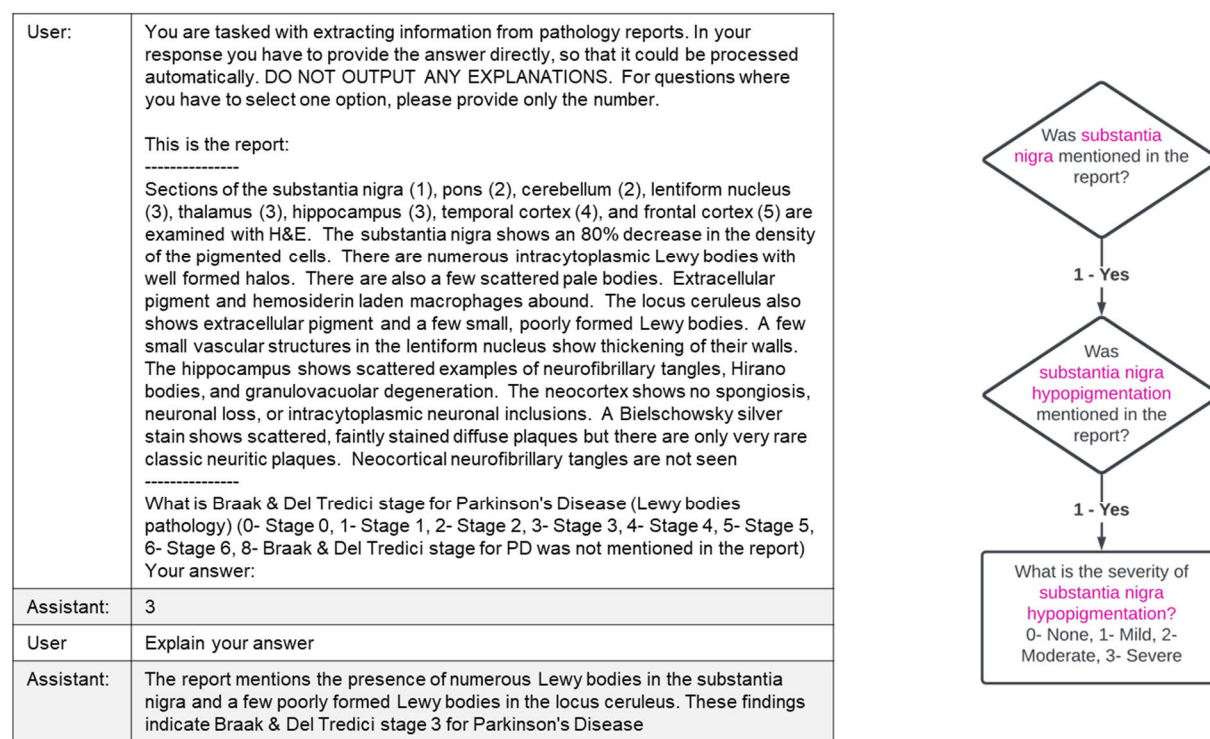 User:
You are tasked with extracting information from pathology reports. In your
response you have to provide the answer directly, so that it could be processed
automatically. DO NOT OUTPUT ANY EXPLANATIONS. For questions where
you have to select one option, please provide only the number.
This is the report:
---------------
Sections of the substantia nigra (1), pons (2), cerebellum (2), lentiform nucleus
(3), thalamus (3), hippocampus (3), temporal cortex (4), and frontal cortex (5) are
examined with H&E. The substantia nigra shows an 80% decrease in the density
of the pigmented cells. There are numerous intracytoplasmic Lewy bodies with
well formed halos. There are also a few scattered pale bodies. Extracellular
pigment and hemosiderin laden macrophages abound. The locus ceruleus also
shows extracellular pigment and a few small, poorly formed Lewy bodies. A few
small vascular structures in the lentiform nucleus show thickening of their walls.
The hippocampus shows scattered examples of neurofibrillary tangles, Hirano
bodies, and granulovacuolar degeneration. The neocortex shows no spongiosis,
neuronal loss, or intracytoplasmic neuronal inclusions. A Bielschowsky silver
stain shows scattered, faintly stained diffuse plaques but there are only very rare
classic neuritic plaques. Neocortical neurofibrillary tangles are not seen
---------------
What is Braak & Del Tredici stage for Parkinson's Disease (Lewy bodies
pathology) (0- Stage 0, 1- Stage 1, 2- Stage 2, 3- Stage 3, 4- Stage 4, 5- Stage 5,
6- Stage 6, 8- Braak & Del Tredici stage for PD was not mentioned in the report)
Your answer:
Assistant:
3
User
Explain your answer
Assistant:
The report mentions the presence of numerous Lewy bodies in the substantia
nigra and a few poorly formed Lewy bodies in the locus ceruleus. These findings
indicate Braak & Del Tredici stage 3 for Parkinson's Disease
Was substantia
nigra mentioned in the
report?
1 - Yes
Was
substantia nigra
hypopigmentation
mentioned in the
report?
1 - Yes
What is the severity of
substantia nigra
hypopigmentation?
0- None, 1- Mild, 2-
Moderate, 3- Severe